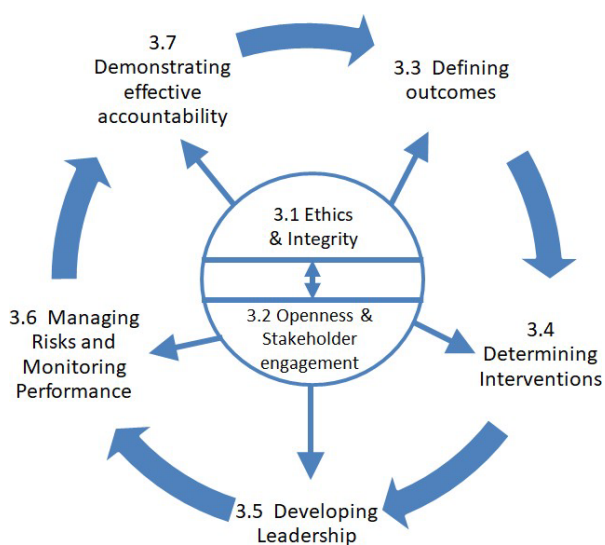 3.7
Demonstrating
effective
accountability
3.3 Defining
outcomes
3.1 Ethics
& Integrity
3.2 Openness &
Stakeholder
engagement
3.4
Determining
Interventions
3.6 Managing
Risks and
Monitoring
Performance
3.5 Developing
Leadership